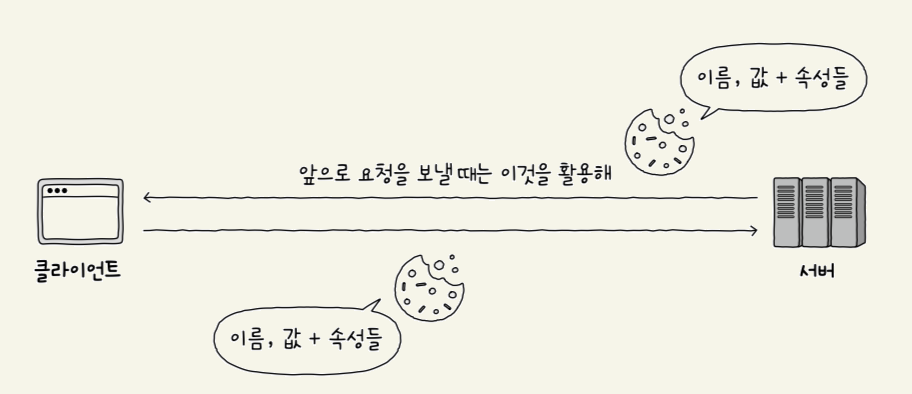 이름, 값 + 속성들
앞으로 요청을 보낼 때는 이것을 활용해
클라이언트
서버
이름, 값 + 속성들